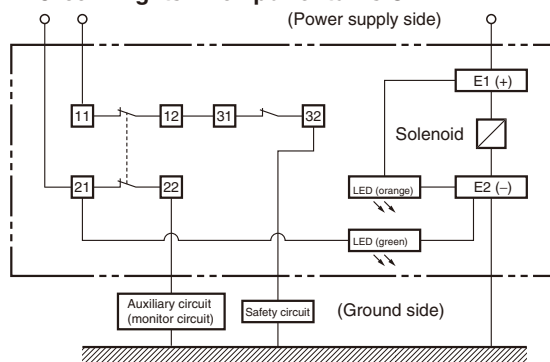 (Power supply side)
E1 (+)
11
12
31
32
Solenoid
21
22
LED (orange)
E2 (–)
LED (green)
Auxiliary circuit
(monitor circuit)
Safety circuit
(Ground side)